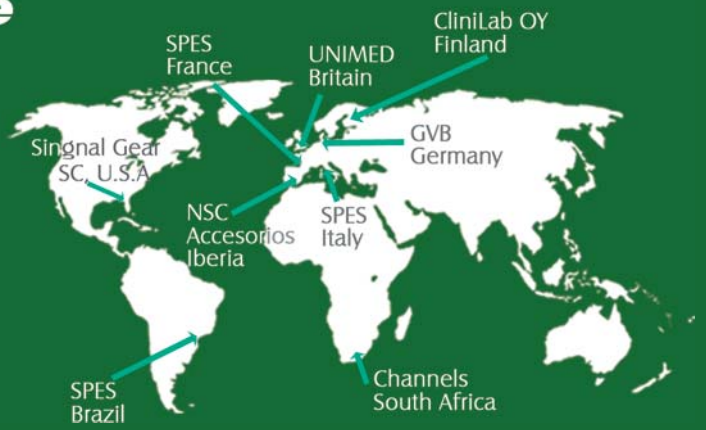 e
CliniLab OY
Finland
SPES
France
UNIMED
Britain
GVB
Germany
Singnal Gear
SC, U.S.A
NSC
Accesorios
Iberia
SPES
Italy
SPES
Brazil
Channels
South Africa